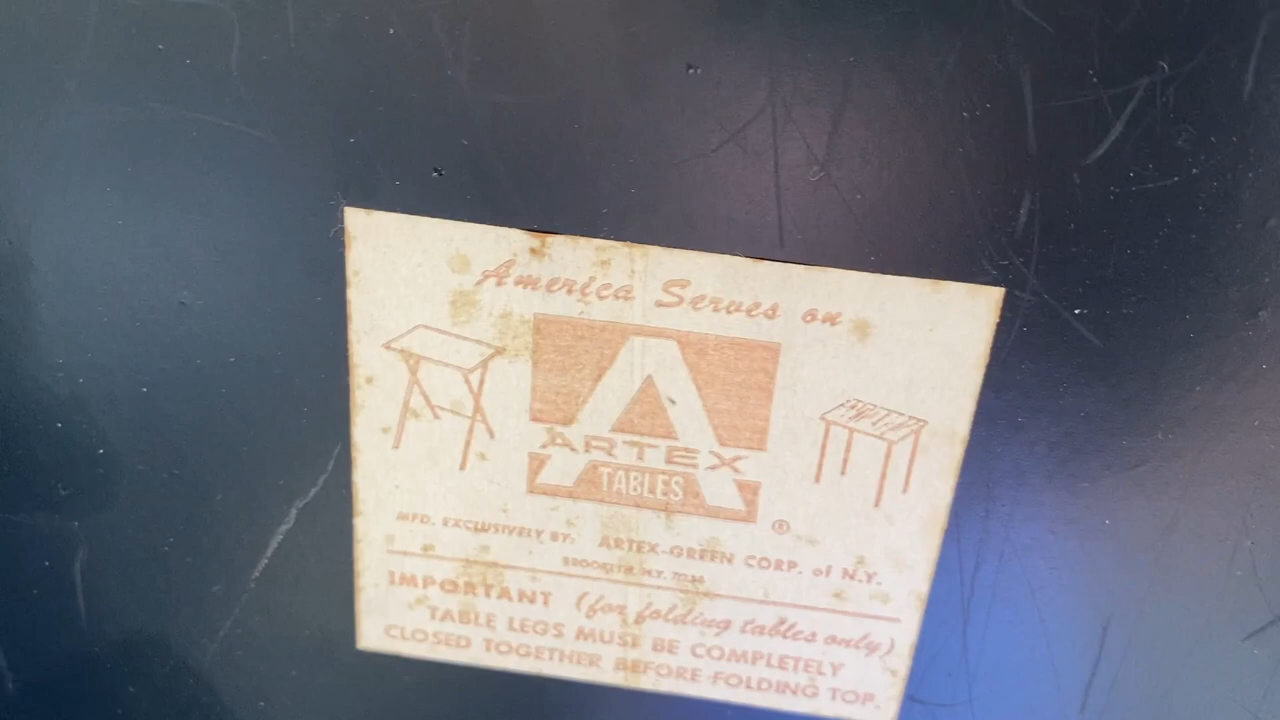 America Serves on
ARTEX
TABLES
®
MFD. EXCLUSIVELY BY: ARTEX-GREEN CORP. of N.Y.
BROOKLYN, N.Y.
IMPORTANT (for folding tables only)
TABLE LEGS MUST BE COMPLETELY
CLOSED TOGETHER BEFORE FOLDING TOP.